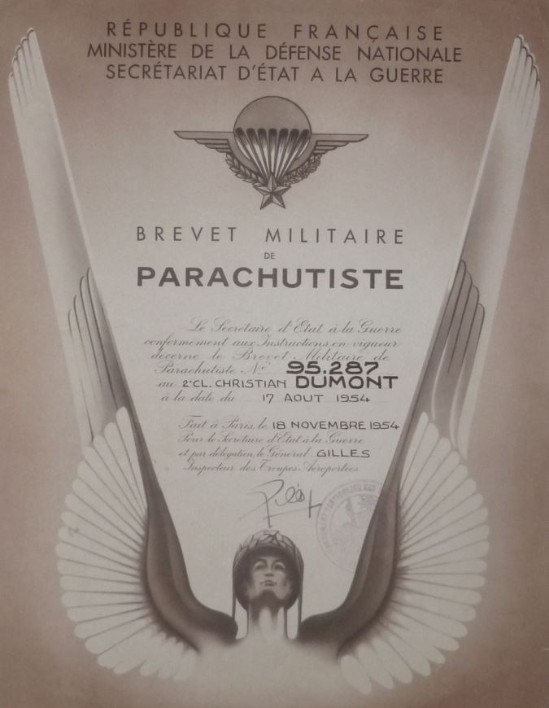 RÉPUBLIQUE FRANÇAISE
MINISTÈRE DE LA DÉFENSE NATIONALE
SECRÉTARIAT D'ÉTAT A LA GUERRE
BREVET MILITAIRE
DE
PARACHUTISTE
Le Secrétaire d'Etat à la Guerre
conformément aux Instructions en vigueur
décerne le Brevet Militaire de
Parachutiste N° 95.287
au 2e CL. CHRISTIAN DUMONT
à la date du 17 AOUT 1954
Fait à Paris, le 18 NOVEMBRE 1954
Pour le Secrétaire d'Etat à la Guerre
et par délégation, le Général GILLES
Inspecteur des Troupes Aéroportées